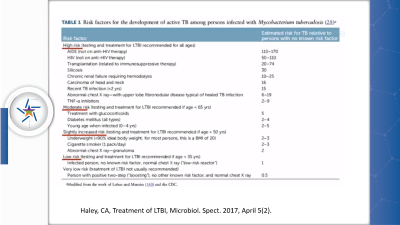 TABLE 1 Risk factors for the development of active TB among persons infected with Mycobacterium tuberculosis (28)ᵃ
Risk factor Estimated risk for TB relative to persons with no known risk factor
High risk (testing and treatment for LTBI recommended for all ages)
AIDS (not on anti-HIV therapy) 110–170
HIV (not on anti-HIV therapy) 50–110
Transplantation (related to immunosuppressive therapy) 20–74
Silicosis 30
Chronic renal failure requiring hemodialysis 10–25
Carcinoma of head and neck 16
Recent TB infection (<2 years) 15
Abnormal chest X ray—with upper lobe fibronodular disease typical of healed TB infection 6–19
TNF-α inhibitors 2–9
Moderate risk (testing and treatment for LTBI recommended if age < 65 yars)
Treatment with glucocorticoids 5
Diabetes mellitus (all types) 2–4
Young age when infected (0–4 yrs) 2–5
Slightly increased risk (testing and treatment for LTBI recommended if age < 50 yars)
Underweight (<90% ideal body weight; for most persons, this is a BMI of 20) 2–3
Cigarette smoker (1 pack/day) 2–3
Abnormal chest X ray—granuloma 2
Low risk (testing and treatment for LTBI recommended if age < 35 yars)
Infected person, no known risk factor, normal chest X ray ("low-risk reactor") 1
Very low risk (treatment of LTBI not usually recommended)
Person with positive two-step ("boosting"); no other known risk factor, and normal chest X ray 0.5
ᵃModified from the work of Lobue and Menzies (180) and the CDC.
Haley, CA, Treatment of LTBI, Microbiol. Spect. 2017, April 5(2).